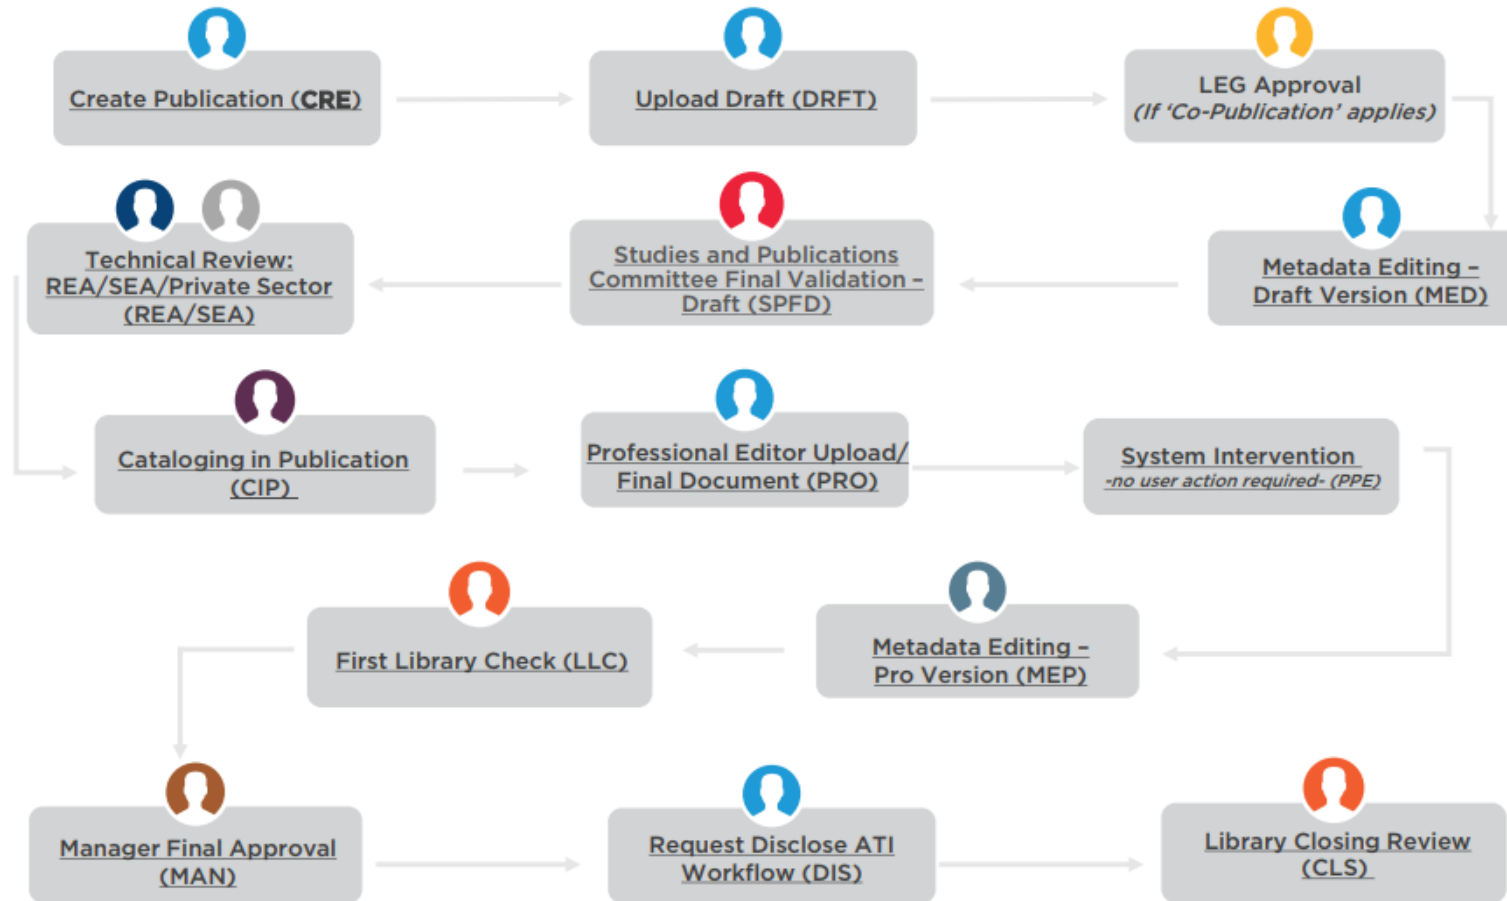 Create Publication (CRE)
Upload Draft (DRFT)
LEG Approval
(If ‘Co-Publication’ applies)
Metadata Editing –
Draft Version (MED)
Studies and Publications
Committee Final Validation –
Draft (SPFD)
Technical Review:
REA/SEA/Private Sector
(REA/SEA)
Cataloging in Publication
(CIP)
Professional Editor Upload/
Final Document (PRO)
System Intervention
-no user action required- (PPE)
Metadata Editing –
Pro Version (MEP)
First Library Check (LLC)
Manager Final Approval
(MAN)
Request Disclose ATI
Workflow (DIS)
Library Closing Review
(CLS)